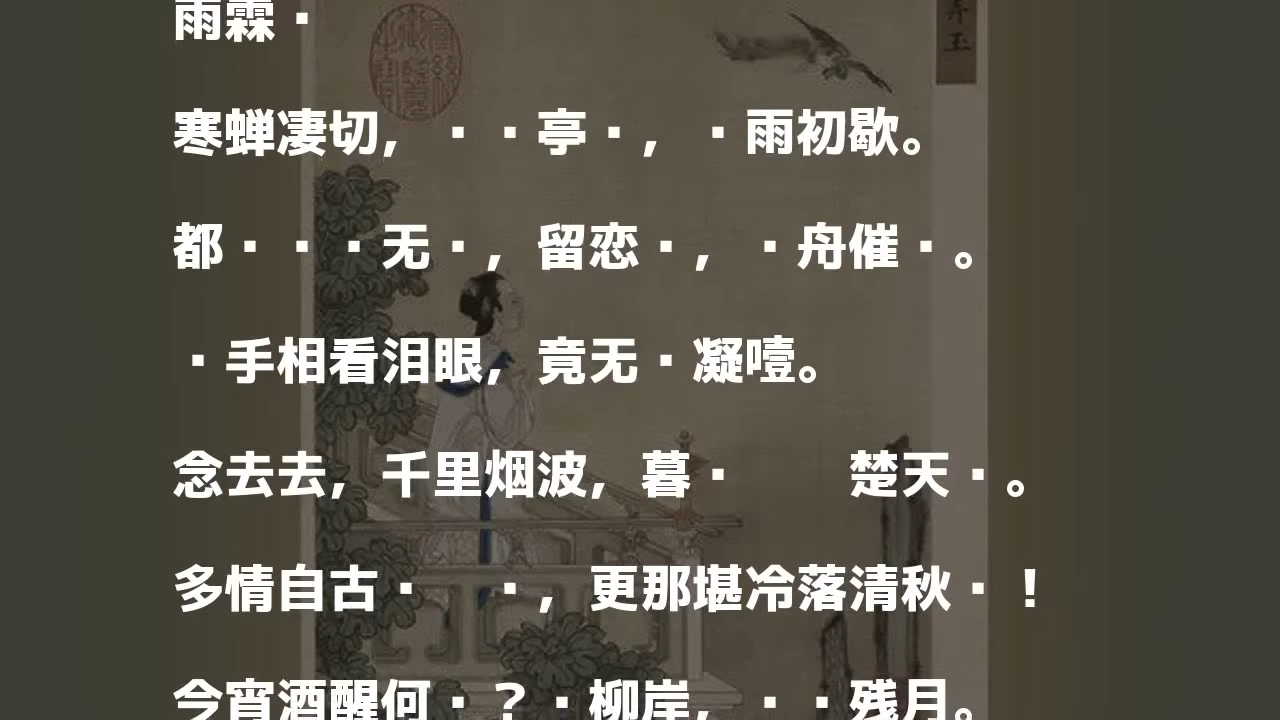 雨霖·
寒蝉凄切，··亭·，·雨初歇。
都···无·，留恋·，·舟催·。
·手相看泪眼，竟无·凝噎。
念去去，千里烟波，暮·　　楚天·。
多情自古·　·，更那堪冷落清秋·！
今宵酒醒何·？·柳岸，··残月。